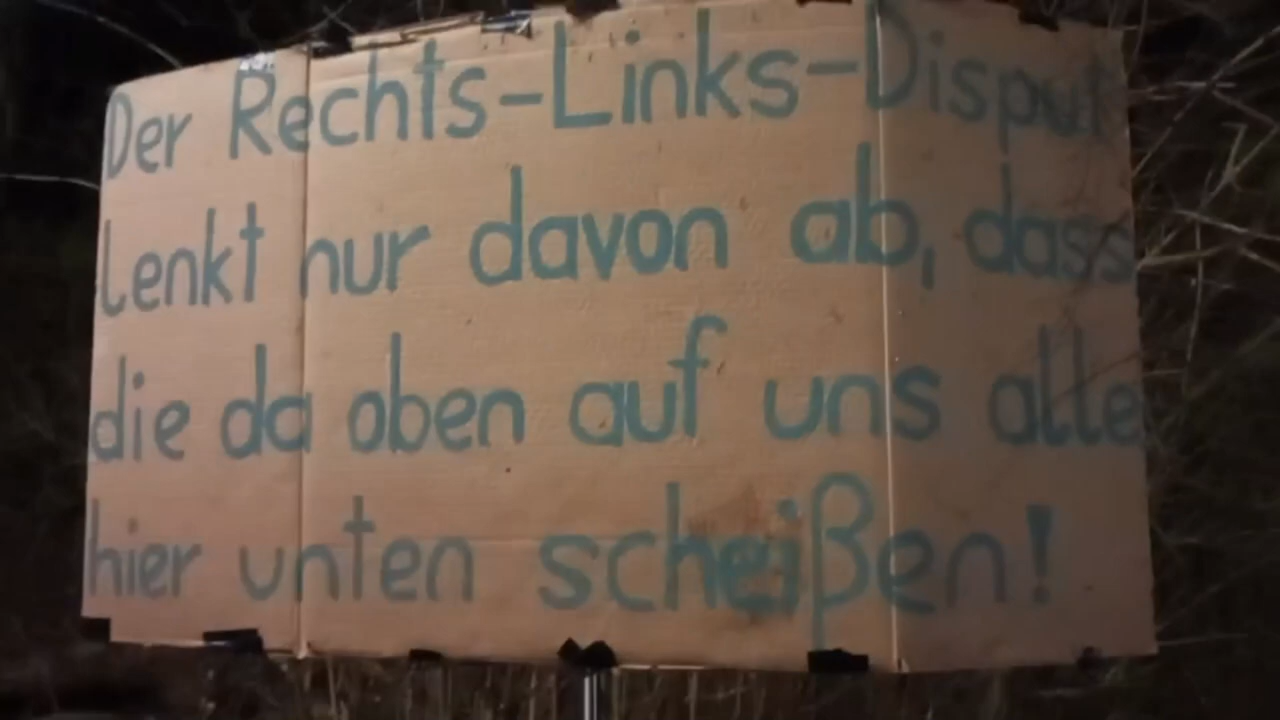 Der Rechts-Links-Disput
lenkt nur davon ab, dass
die da oben auf uns alle
hier unten scheißen!